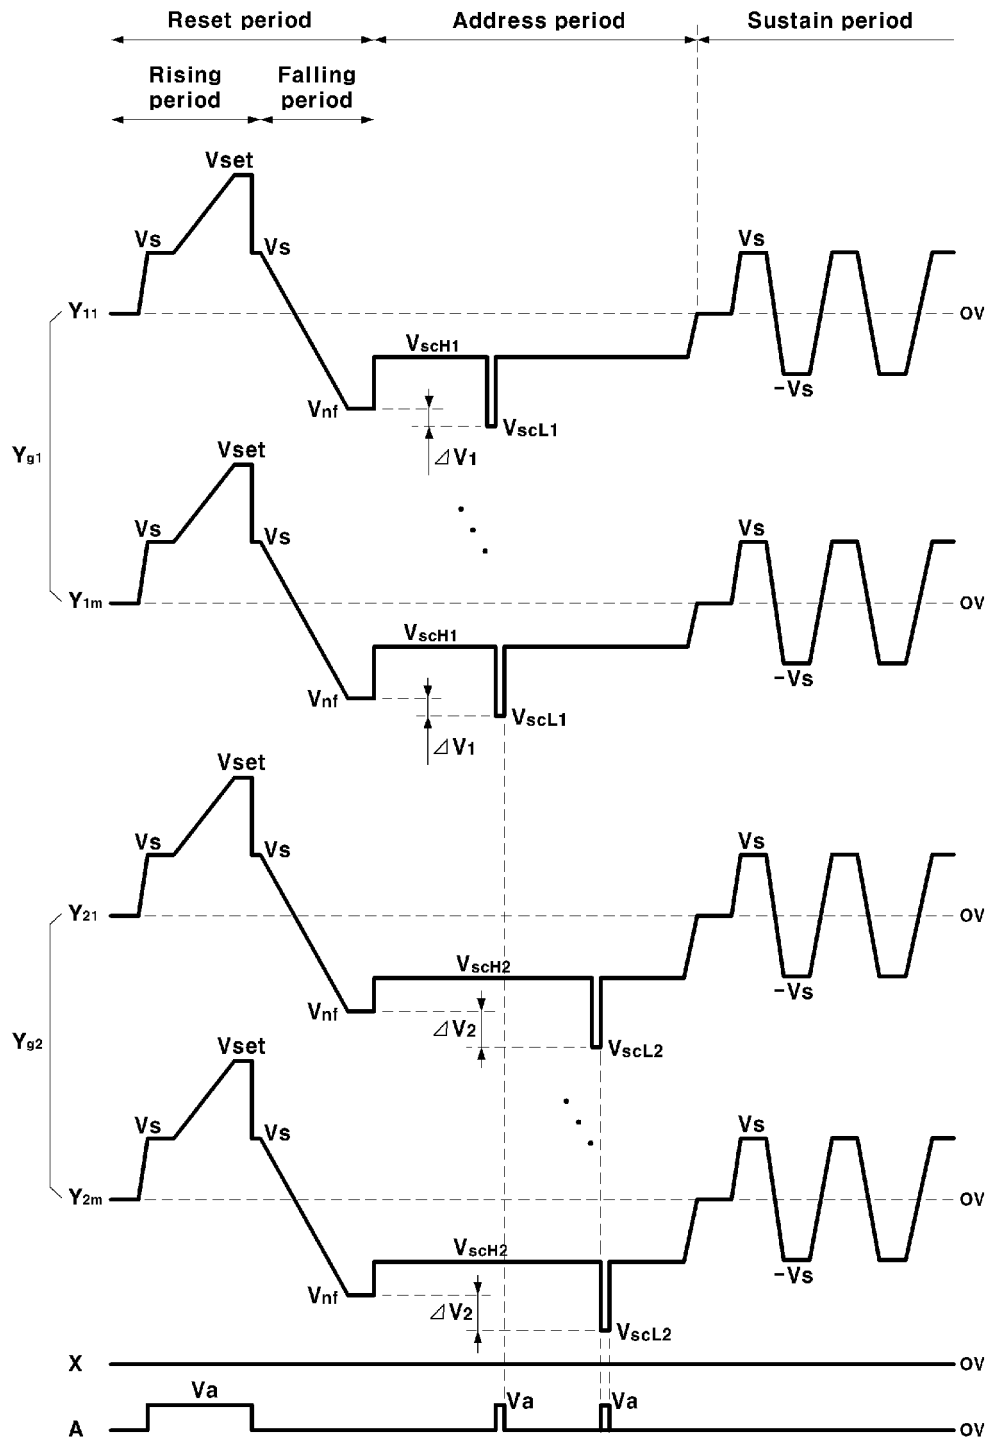 Reset period Address period Sustain period
Rising period Falling period
Vset
Vs Vs Vs
Y11 0V
VscH1
Vnf -Vs
VscL1
⊿V1
Yg1
Vset
Vs Vs Vs
Y1m 0V
VscH1
Vnf -Vs
VscL1
⊿V1
Vset
Vs Vs Vs
Y21 0V
VscH2
Vnf ⊿V2 -Vs
VscL2
Yg2
Vset
Vs Vs Vs
Y2m 0V
VscH2
Vnf ⊿V2 -Vs
VscL2
X 0V
Va Va Va
A 0V